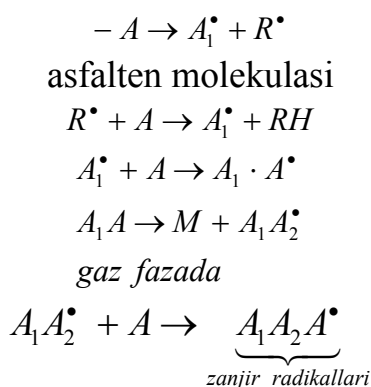 − A → A₁• + R•
asfalten molekulasi
R• + A → A₁• + RH
A₁• + A → A₁ · A•
A₁A → M + A₁A₂•
gaz fazada
A₁A₂• + A → A₁A₂A•
zanjir radikallari